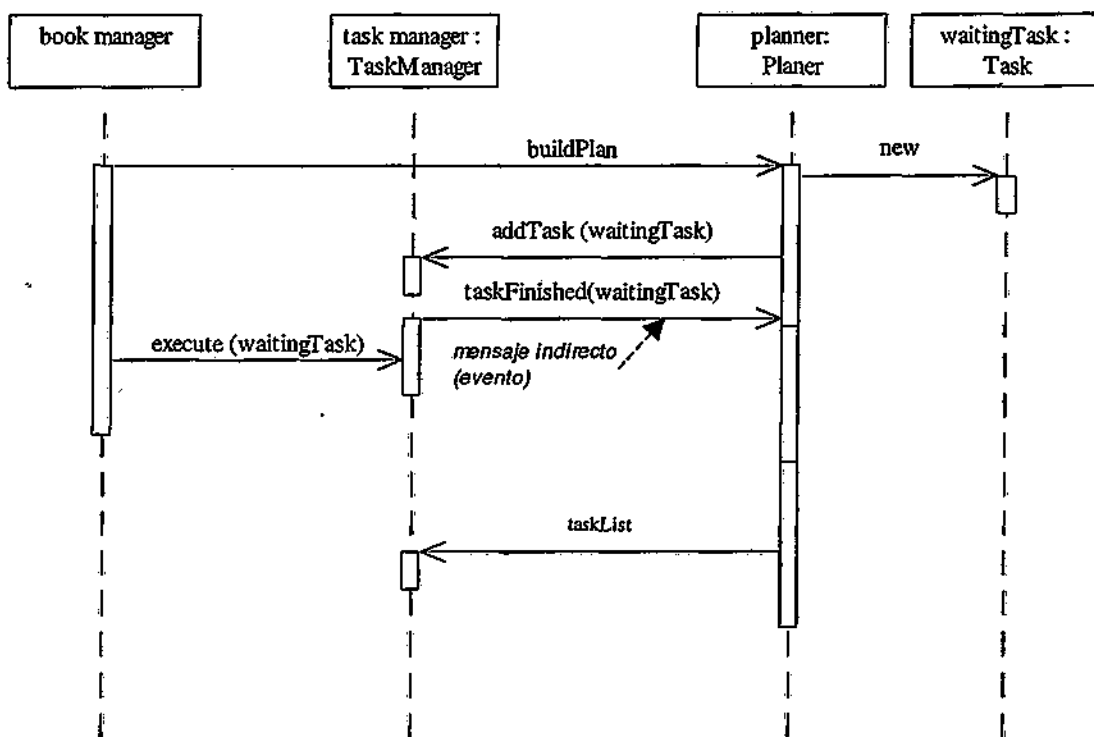 book manager
task manager :
TaskManager
planner:
Planer
waitingTask :
Task
buildPlan
new
addTask (waitingTask)
taskFinished(waitingTask)
execute (waitingTask)
mensaje indirecto
(evento)
taskList